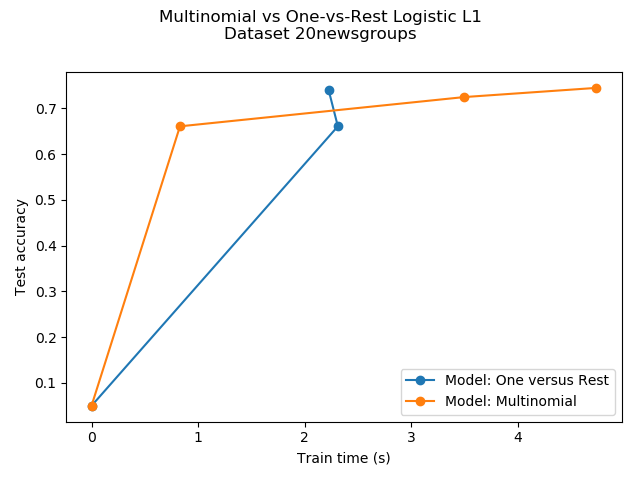 Multinomial vs One-vs-Rest Logistic L1
Dataset 20newsgroups
0.7
0.6
0.5
0.4
0.3
0.2
0.1
Test accuracy
Model: One versus Rest
Model: Multinomial
0 1 2 3 4
Train time (s)